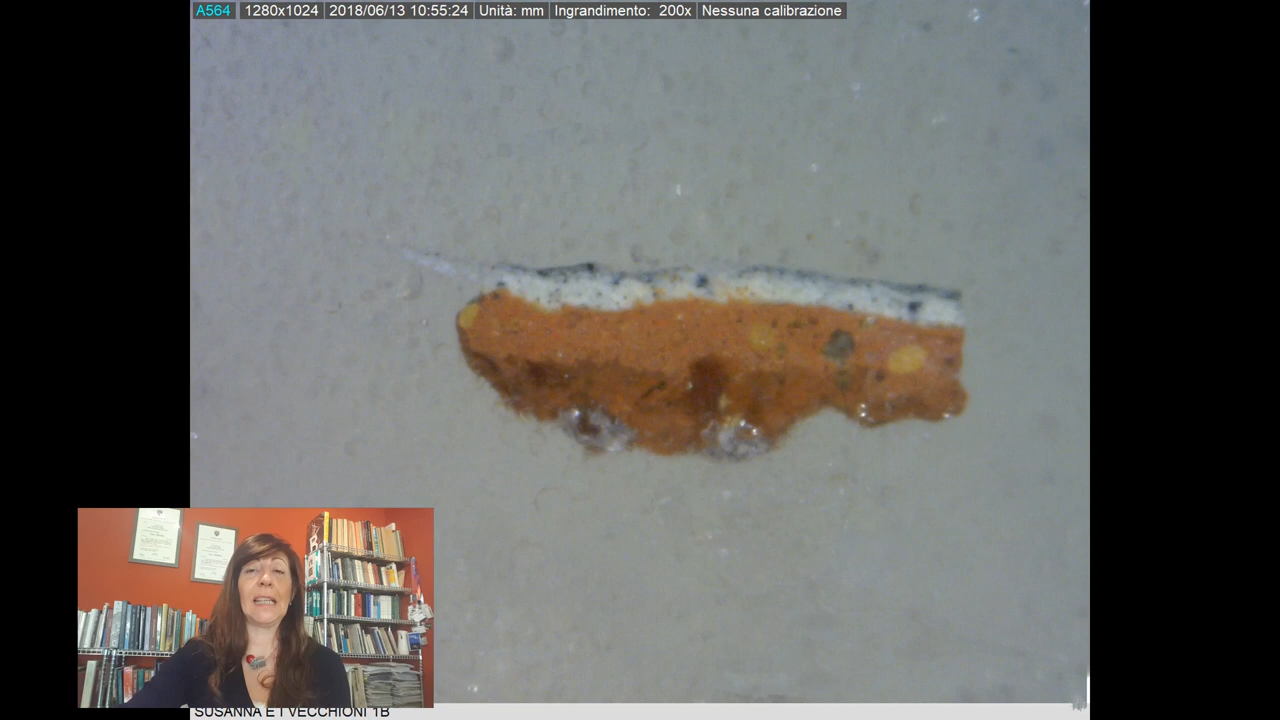 A564 1280x1024 2018/06/13 10:55:24 Unità: mm Ingrandimento: 200x Nessuna calibrazione
SUSANNA E I VECCHIONI 1B